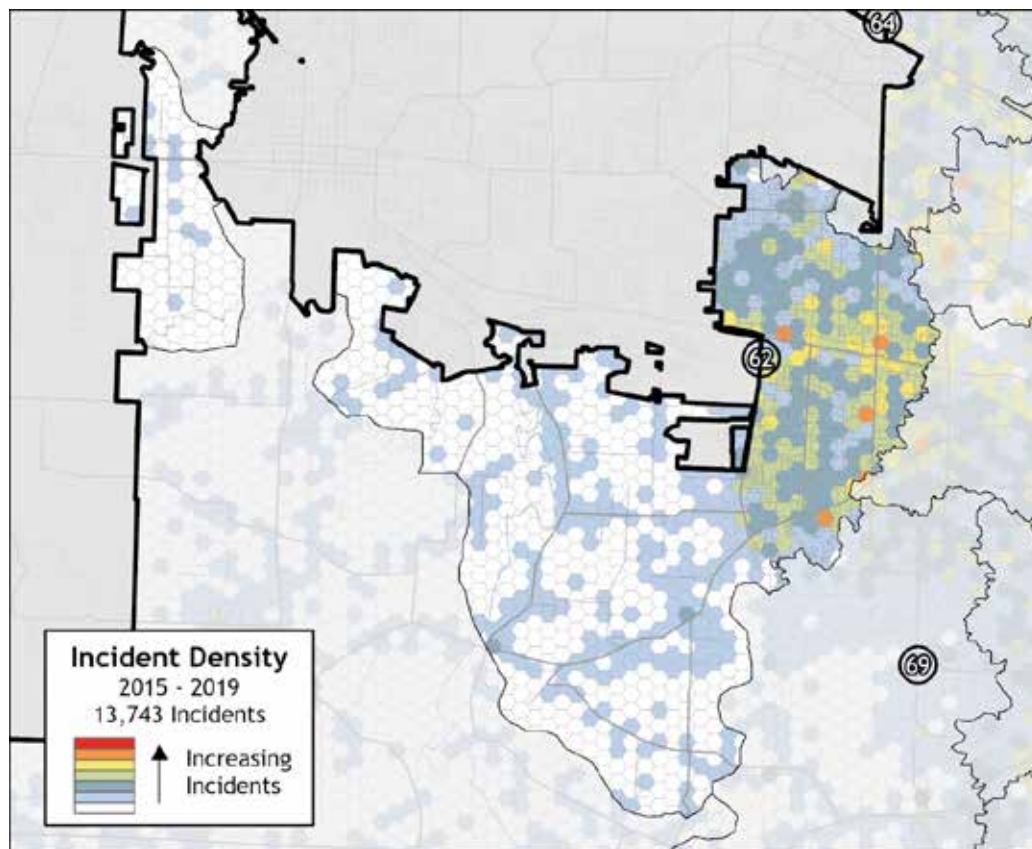 64
62
69
Incident Density
2015 - 2019
13,743 Incidents
Increasing
Incidents